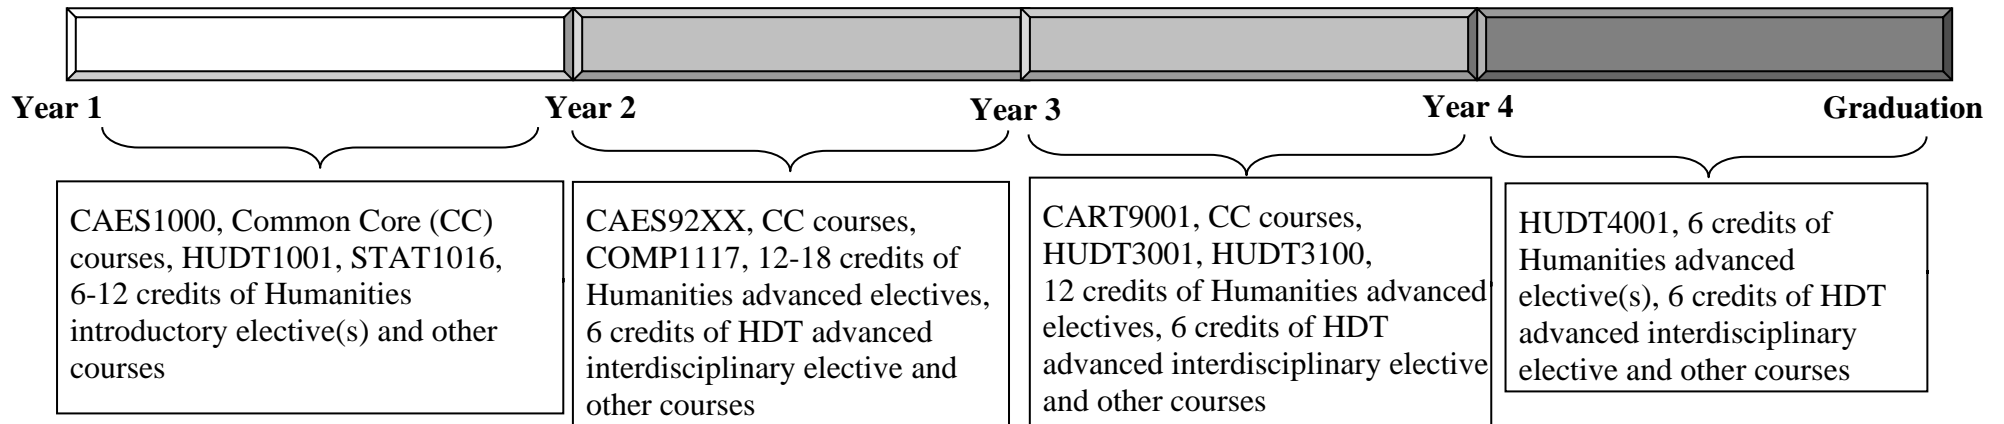 Year 1
Year 2
Year 3
Year 4
Graduation
CAES1000, Common Core (CC)
courses, HUDT1001, STAT1016,
6-12 credits of Humanities
introductory elective(s) and other
courses
CAES92XX, CC courses,
COMP1117, 12-18 credits of
Humanities advanced electives,
6 credits of HDT advanced
interdisciplinary elective and
other courses
CART9001, CC courses,
HUDT3001, HUDT3100,
12 credits of Humanities advanced
electives, 6 credits of HDT
advanced interdisciplinary elective
and other courses
HUDT4001, 6 credits of
Humanities advanced
elective(s), 6 credits of HDT
advanced interdisciplinary
elective and other courses